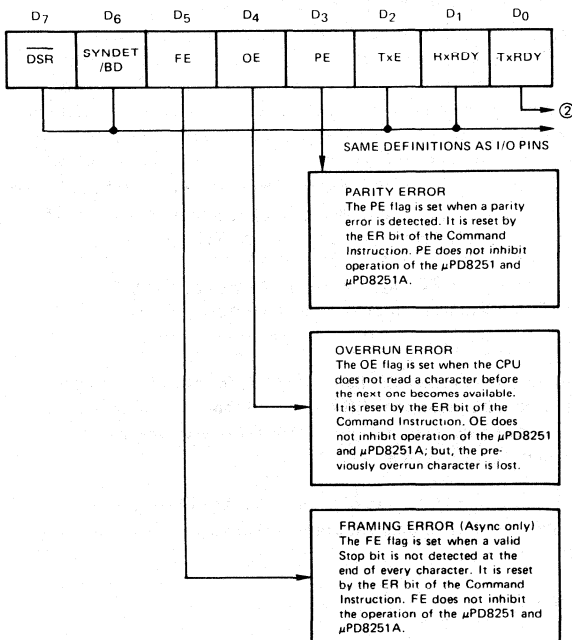 D7 D6 D5 D4 D3 D2 D1 D0
DSR SYNDET /BD FE OE PE TxE RxRDY TxRDY
②
SAME DEFINITIONS AS I/O PINS
PARITY ERROR
The PE flag is set when a parity
error is detected. It is reset by
the ER bit of the Command
Instruction. PE does not inhibit
operation of the μPD8251 and
μPD8251A.
OVERRUN ERROR
The OE flag is set when the CPU
does not read a character before
the next one becomes available.
It is reset by the ER bit of the
Command Instruction. OE does
not inhibit operation of the μPD8251
and μPD8251A; but, the pre-
viously overrun character is lost.
FRAMING ERROR (Async only)
The FE flag is set when a valid
Stop bit is not detected at the
end of every character. It is reset
by the ER bit of the Command
Instruction. FE does not inhibit
the operation of the μPD8251 and
μPD8251A.